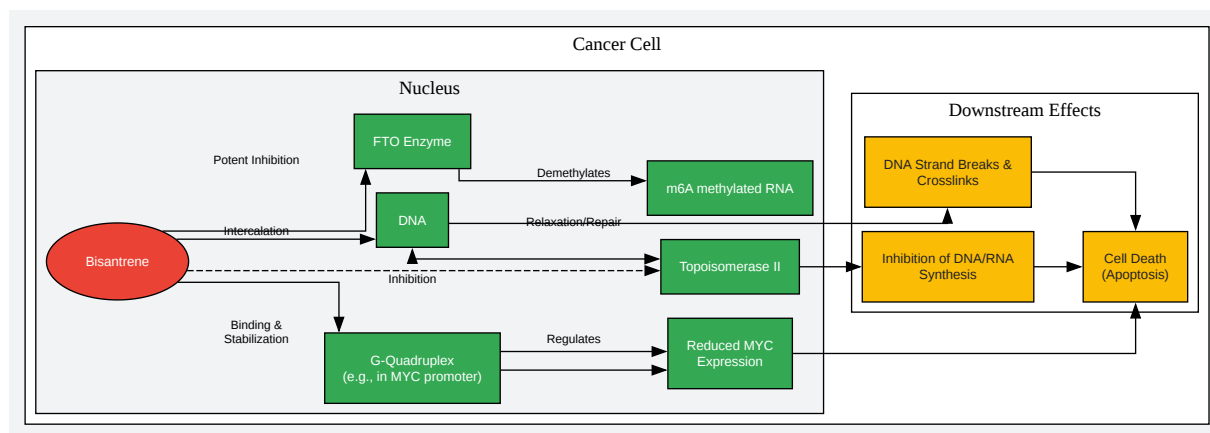 Cancer Cell
Nucleus
Downstream Effects
FTO Enzyme
Potent Inhibition
DNA Strand Breaks &
Crosslinks
Demethylates
m6A methylated RNA
DNA
Relaxation/Repair
Intercalation
Bisantrene
Topoisomerase II
Inhibition of DNA/RNA
Synthesis
Cell Death
(Apoptosis)
Inhibition
Binding &
Stabilization
Regulates
Reduced MYC
Expression
G-Quadruplex
(e.g., in MYC promoter)